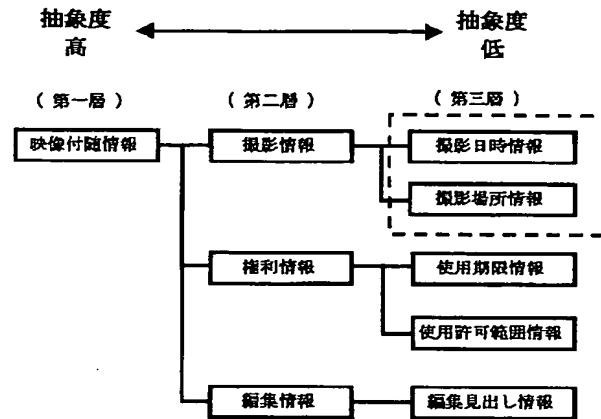 抽象度 抽象度
高 低
(第一層) (第二層) (第三層)
映像付随情報 撮影情報 撮影日時情報
撮影場所情報
権利情報 使用期限情報
使用許可範囲情報
編集情報 編集見出し情報